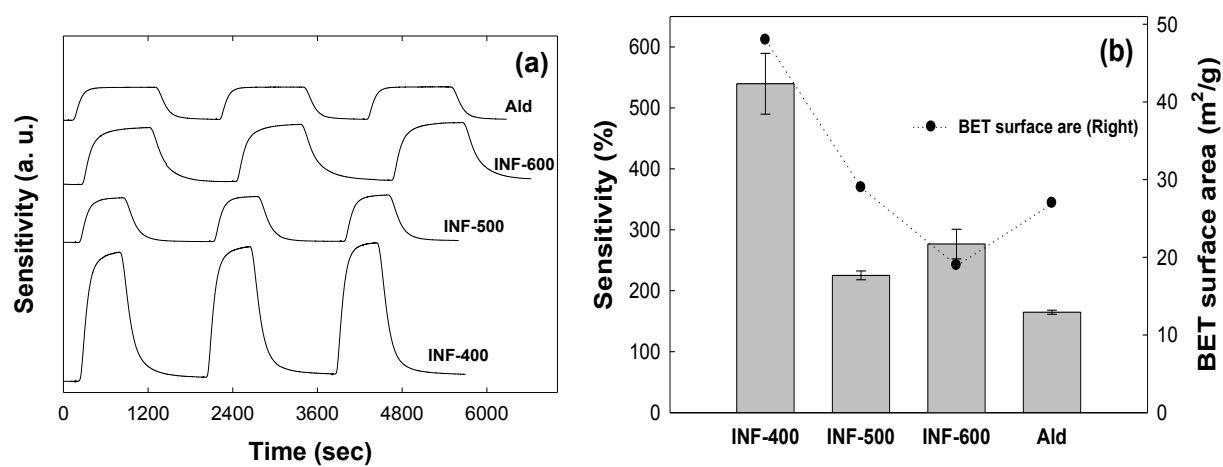 (a)
Ald
INF-600
INF-500
INF-400
Sensitivity (a. u.)
0 1200 2400 3600 4800 6000
Time (sec)
(b)
BET surface are (Right)
Sensitivity (%)
600
500
400
300
200
100
0
50
40
30
20
10
0
BET surface area (m²/g)
INF-400 INF-500 INF-600 Ald